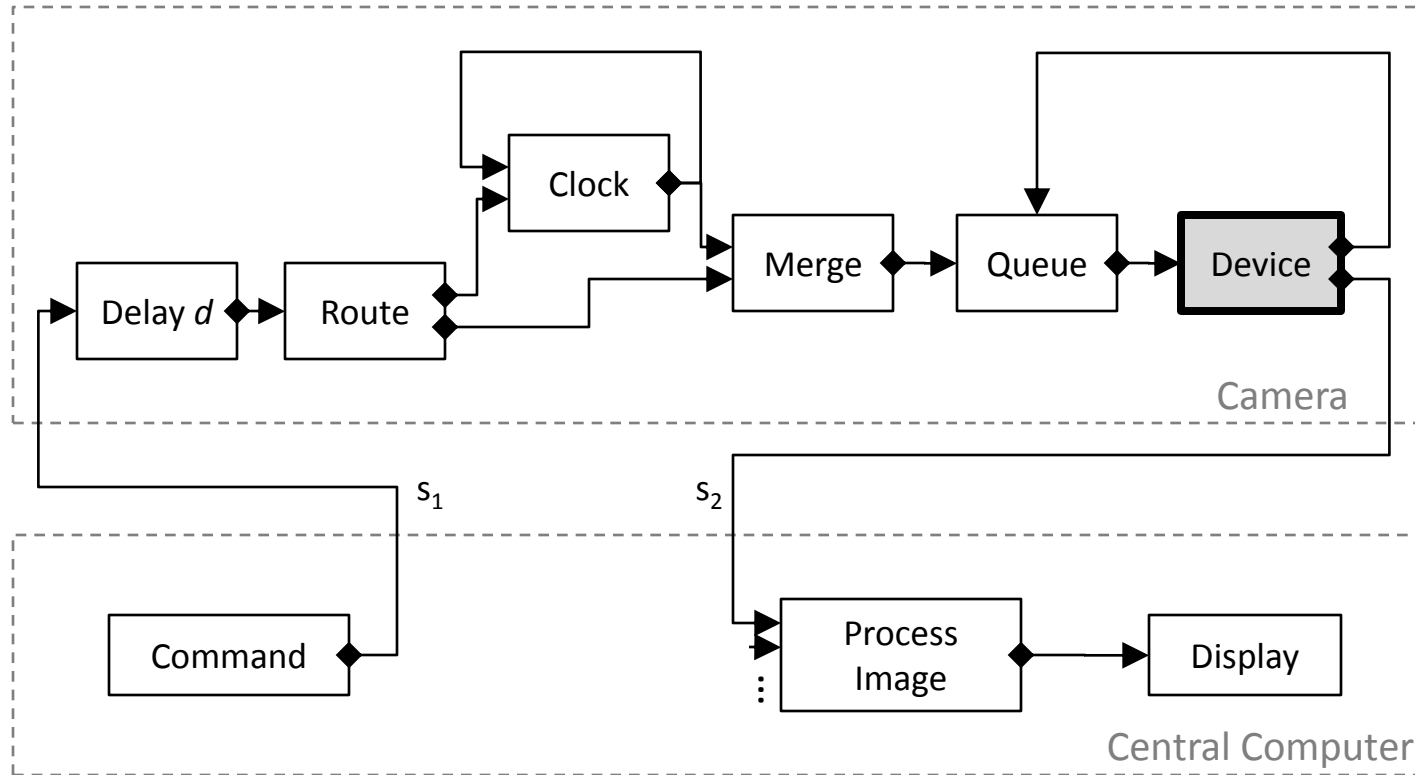 Clock
Merge
Queue
Device
Delay d
Route
Camera
s₁
s₂
Command
Process
Image
Display
...
Central Computer